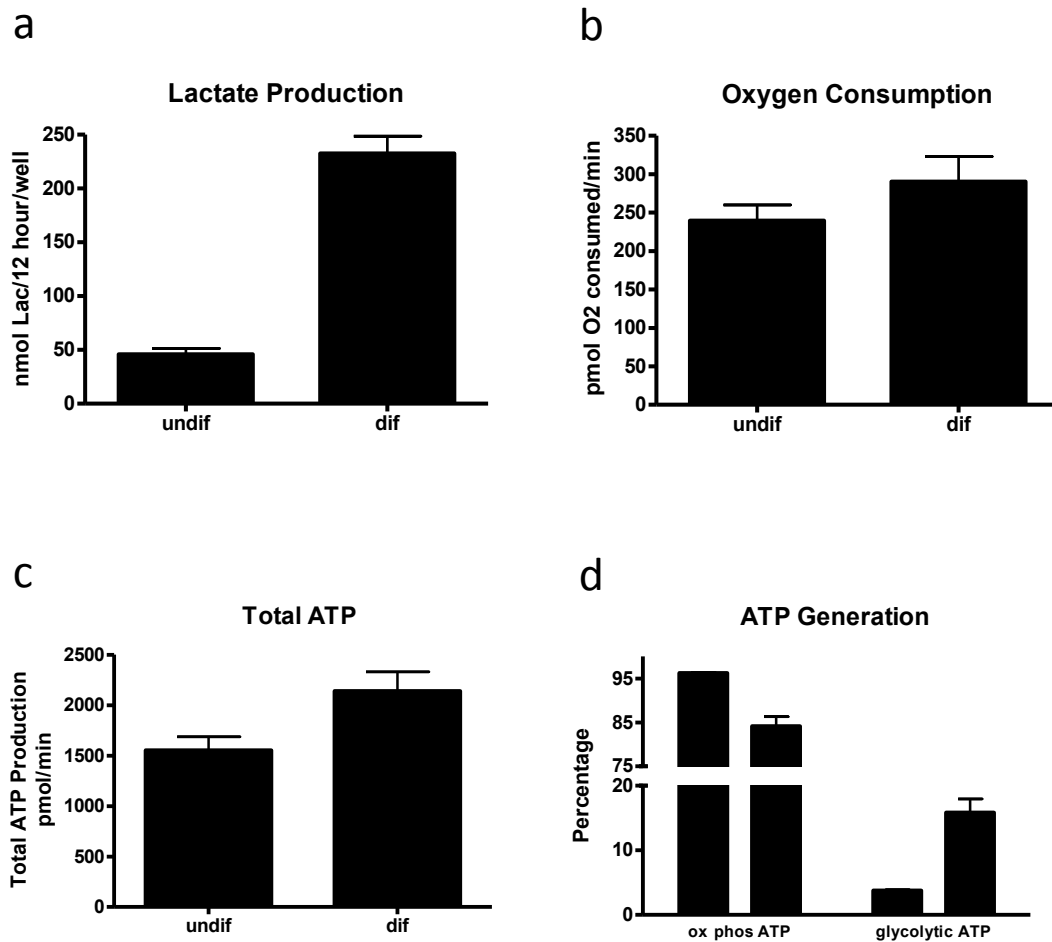 a
Lactate Production
nmol Lac/12 hour/well
250
200
150
100
50
0
undif
dif
b
Oxygen Consumption
pmol O2 consumed/min
350
300
250
200
150
100
50
0
undif
dif
c
Total ATP
Total ATP Production
pmol/min
2500
2000
1500
1000
500
0
undif
dif
d
ATP Generation
Percentage
95
85
75
20
10
0
ox phos ATP
glycolytic ATP